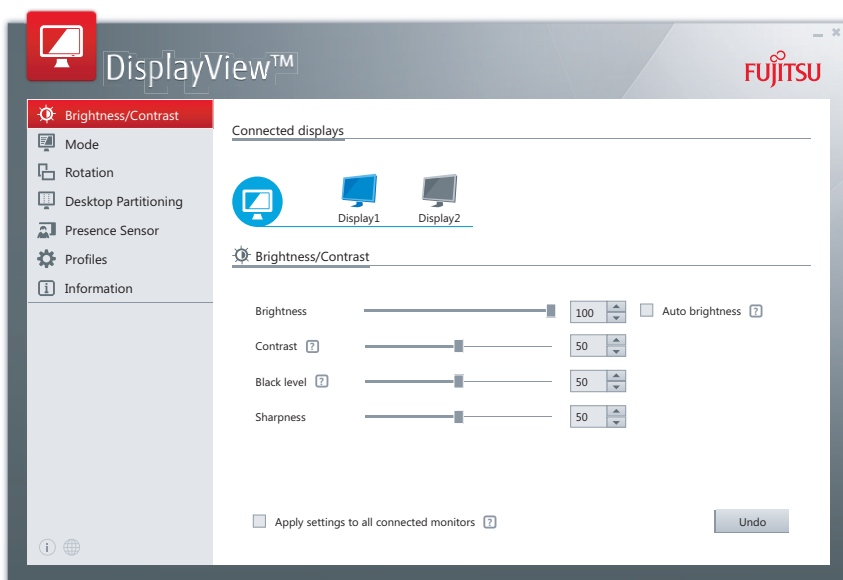 DisplayView™
FUJITSU
Brightness/Contrast
Mode
Rotation
Desktop Partitioning
Presence Sensor
Profiles
Information
Connected displays
Display1 Display2
Brightness/Contrast
Brightness 100 Auto brightness ?
Contrast ? 50
Black level ? 50
Sharpness 50
Apply settings to all connected monitors ? Undo